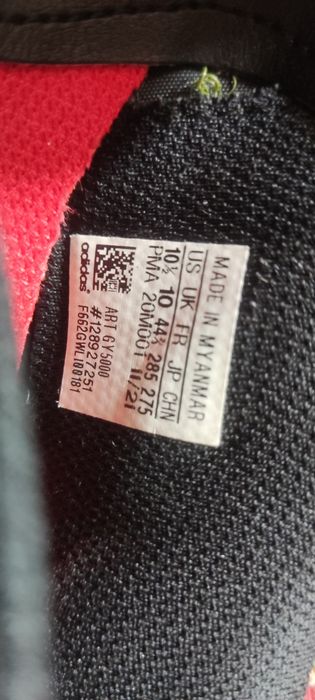 MADE IN MYANMAR
US UK FR JP CHN
10½ 10 44⅔ 285 275
PMA 20M001 11/21
ART GY5000
#128927251
F662GWL100181
adidas